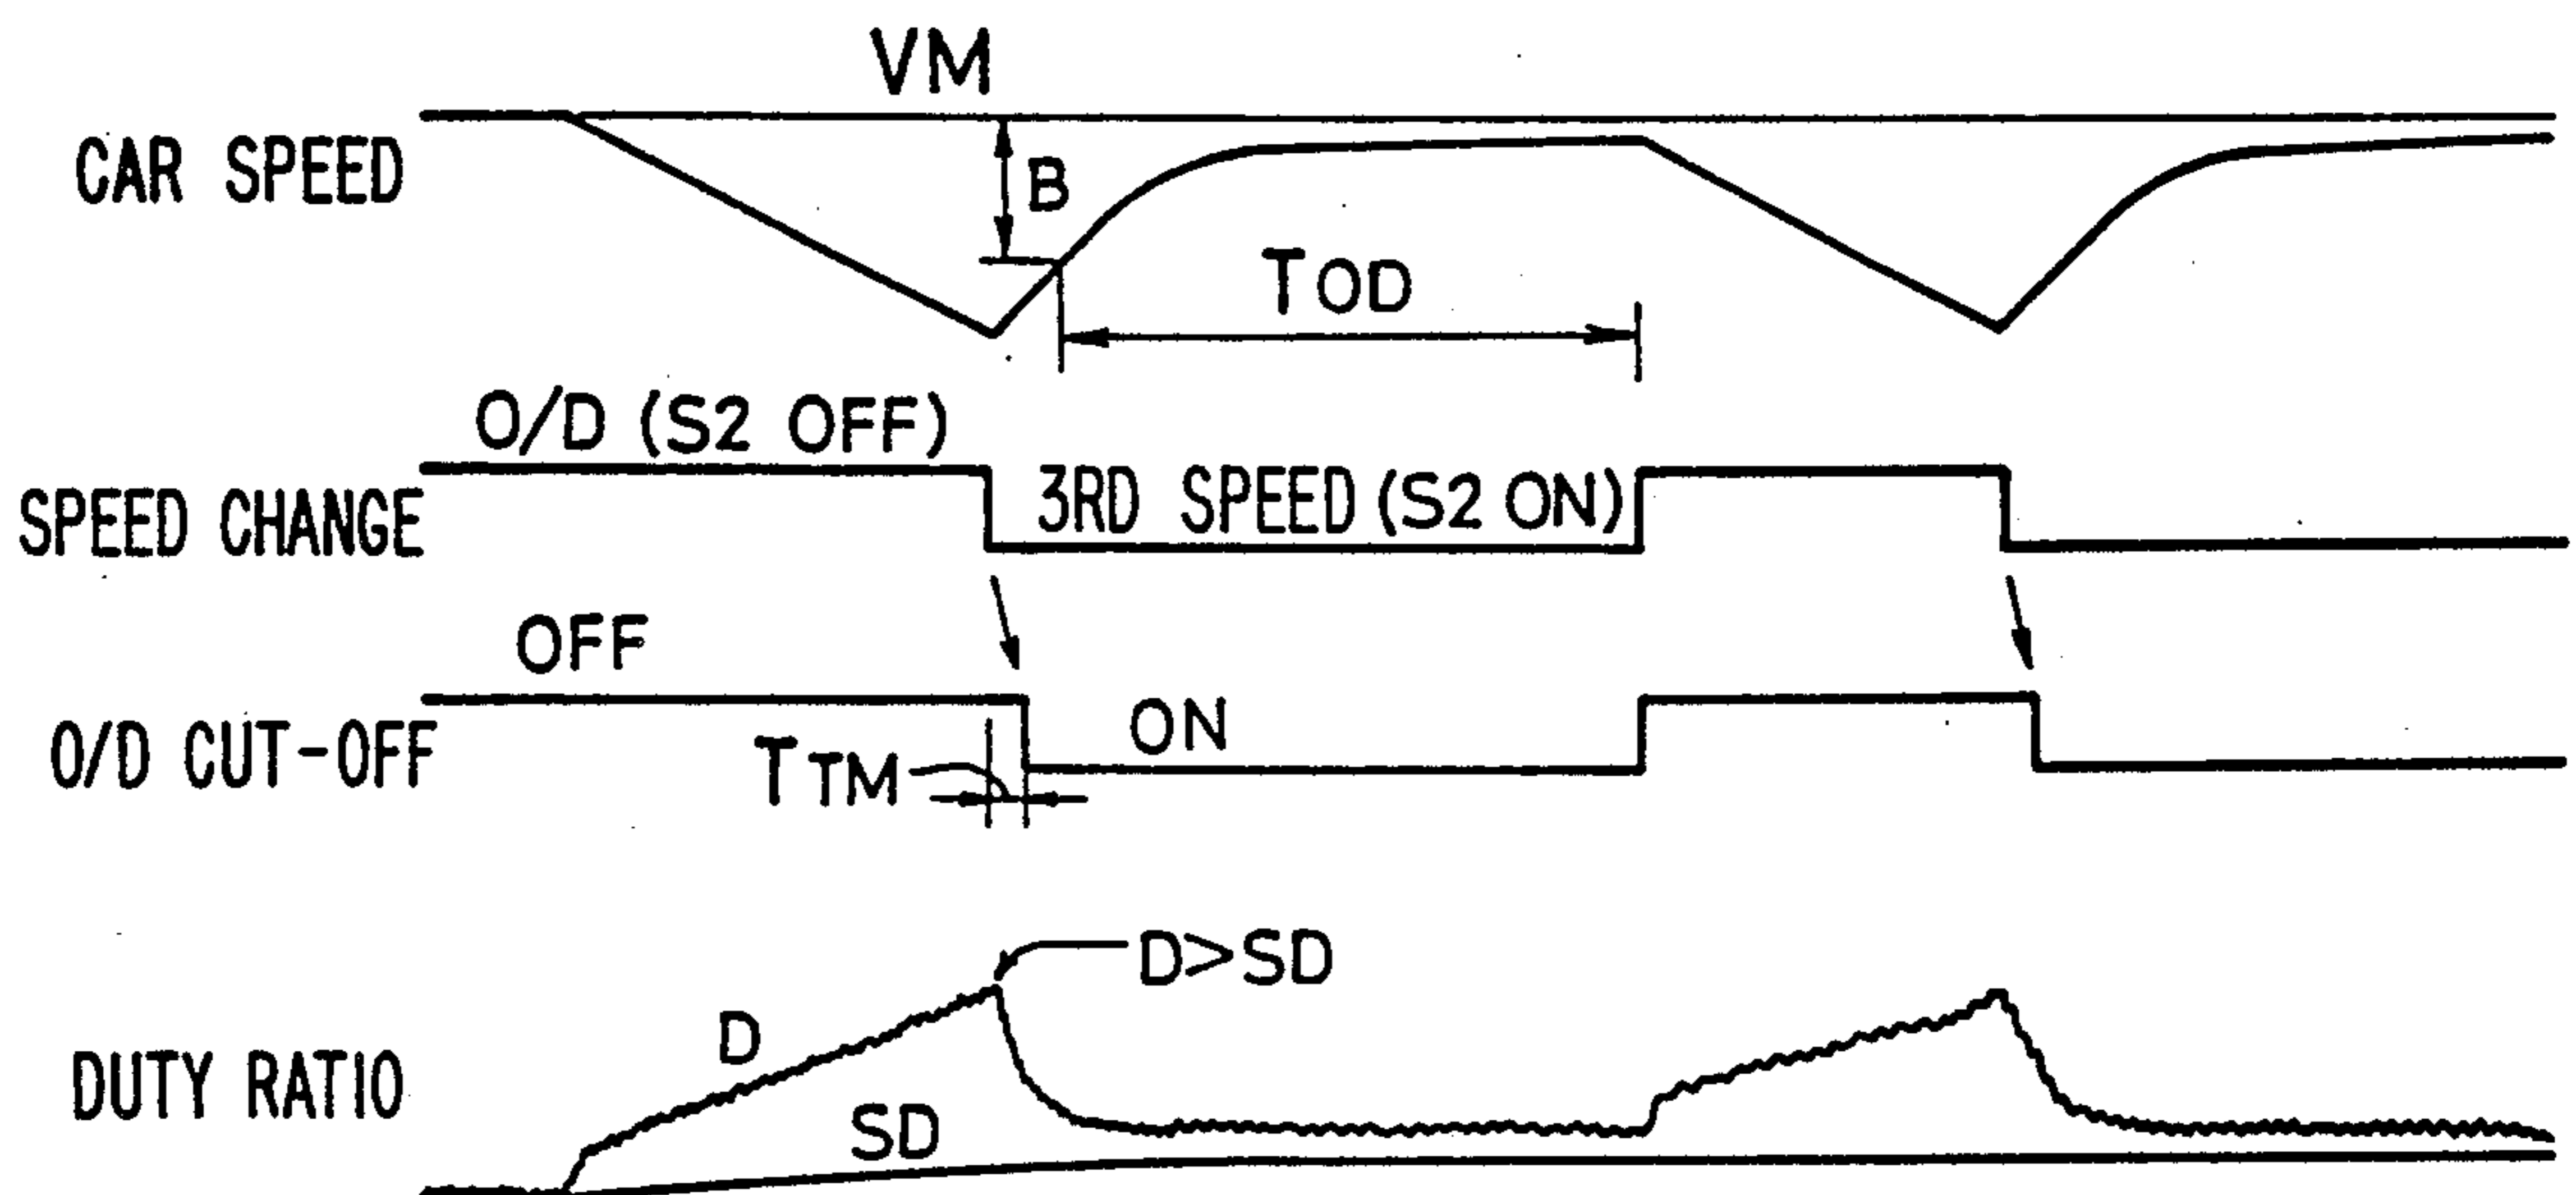 VM
CAR SPEED
B
TOD
O/D (S2 OFF)
SPEED CHANGE
3RD SPEED (S2 ON)
OFF
O/D CUT-OFF
TTM
ON
D>SD
D
DUTY RATIO
SD